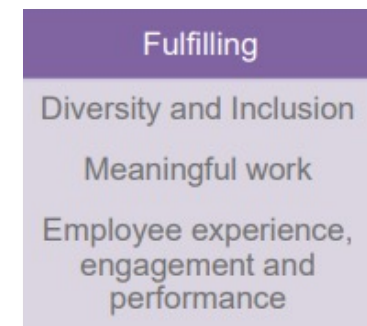 Fulfilling
Diversity and Inclusion
Meaningful work
Employee experience,
engagement and
performance